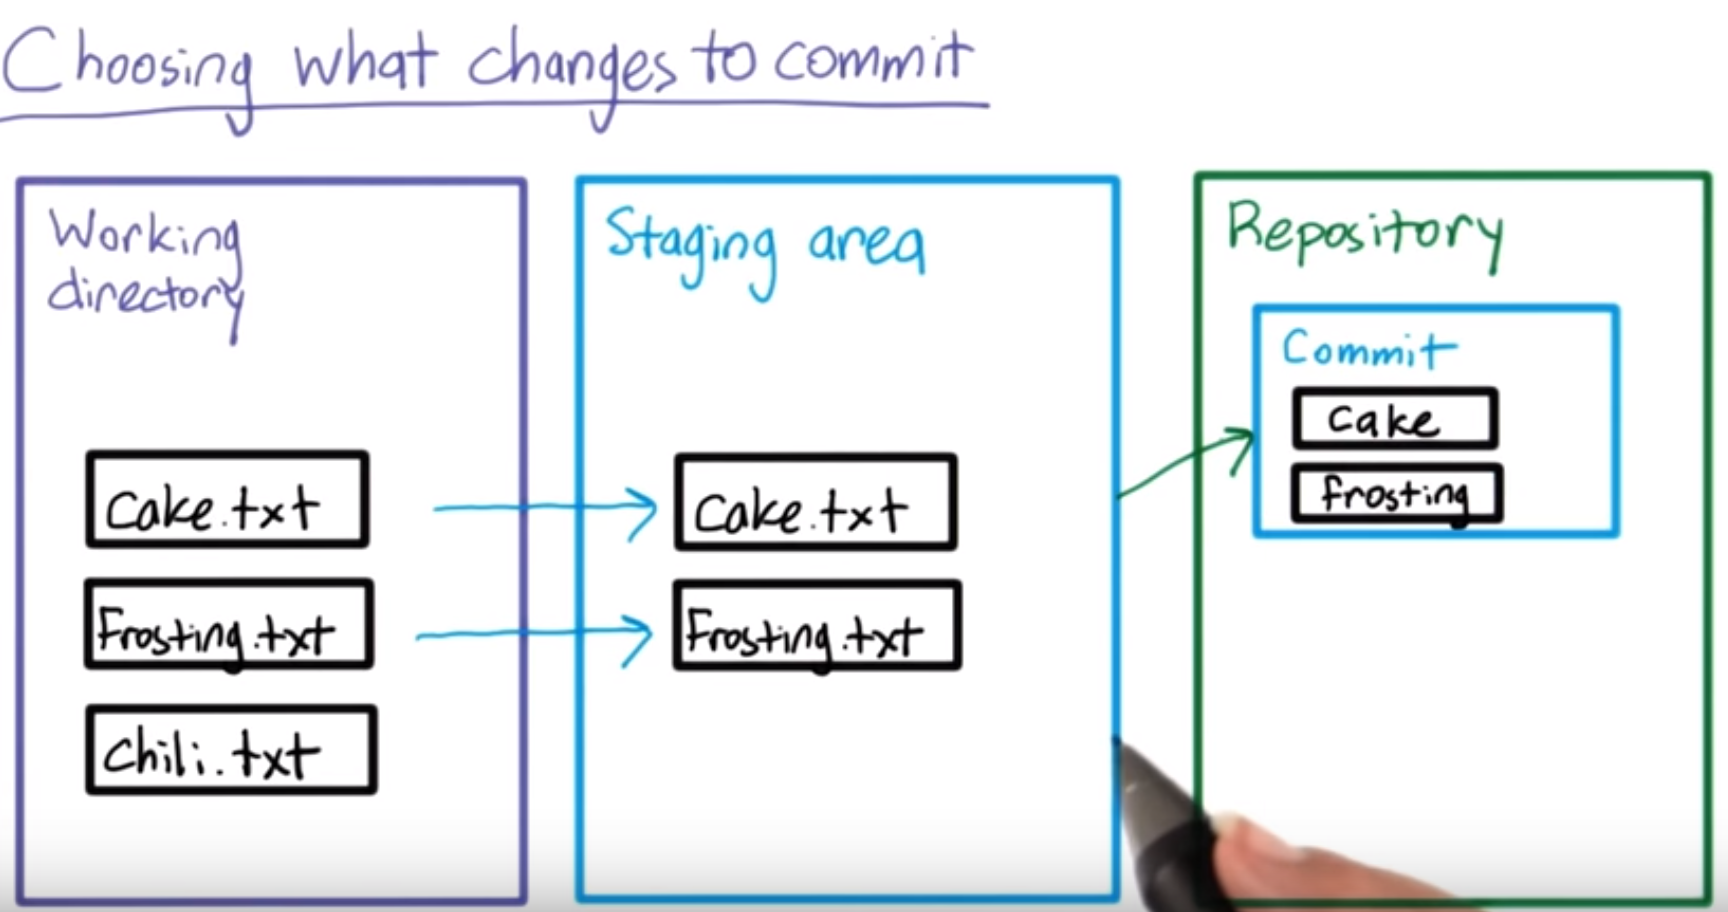 Choosing what changes to commit
Working
directory
Cake.txt
Frosting.txt
Chili.txt
Staging area
Cake.txt
Frosting.txt
Repository
Commit
Cake
frosting